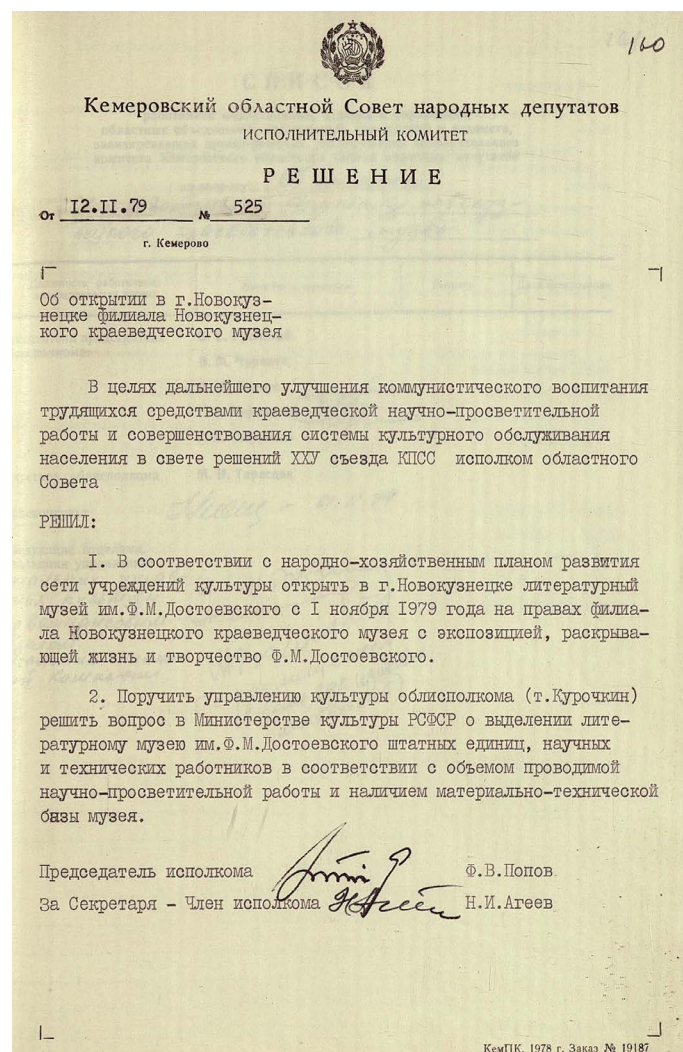 160
Кемеровский областной Совет народных депутатов
ИСПОЛНИТЕЛЬНЫЙ КОМИТЕТ
РЕШЕНИЕ
От I2.II.79 № 525
г. Кемерово
Об открытии в г.Новокуз-
нецке филиала Новокузнец-
кого краеведческого музея
В целях дальнейшего улучшения коммунистического воспитания
трудящихся средствами краеведческой научно-просветительной
работы и совершенствования системы культурного обслуживания
населения в свете решений ХХУ съезда КПСС исполком областного
Совета
РЕШИЛ:
I. В соответствии с народно-хозяйственным планом развития
сети учреждений культуры открыть в г.Новокузнецке литературный
музей им.Ф.М.Достоевского с I ноября I979 года на правах филиа-
ла Новокузнецкого краеведческого музея с экспозицией, раскрываю-
щей жизнь и творчество Ф.М.Достоевского.
2. Поручить управлению культуры облисполкома (т.Курочкин)
решить вопрос в Министерстве культуры РСФСР о выделении лите-
ратурному музею им.Ф.М.Достоевского штатных единиц, научных
и технических работников в соответствии с объемом проводимой
научно-просветительной работы и наличием материально-технической
базы музея.
Председатель исполкома Ф.В.Попов
За Секретаря - Член исполкома Н.И.Агеев
КемПК. 1978 г. Заказ № 19187